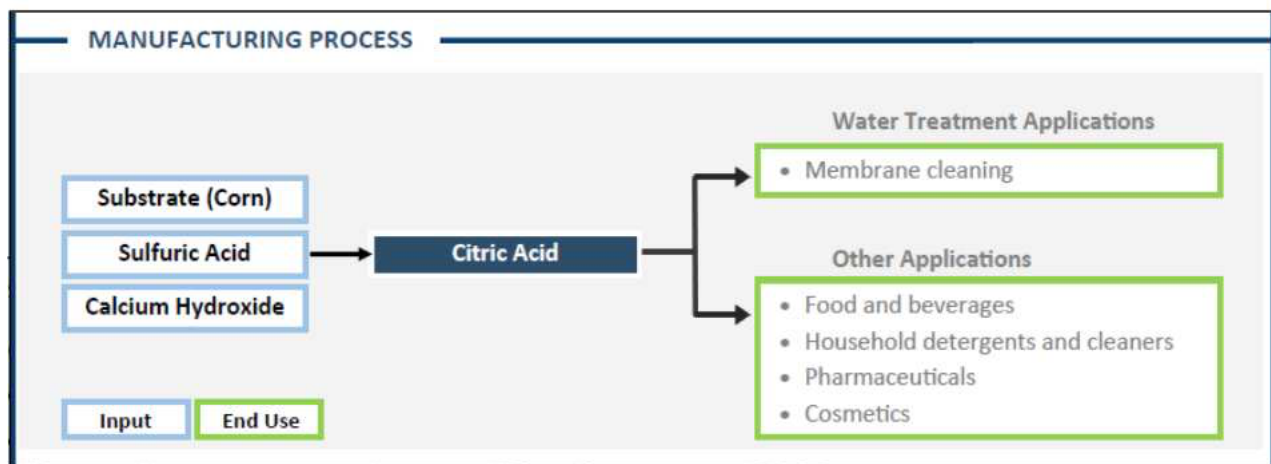 MANUFACTURING PROCESS
Substrate (Corn)
Sulfuric Acid
Calcium Hydroxide
Citric Acid
Water Treatment Applications
• Membrane cleaning
Other Applications
• Food and beverages
• Household detergents and cleaners
• Pharmaceuticals
• Cosmetics
Input
End Use